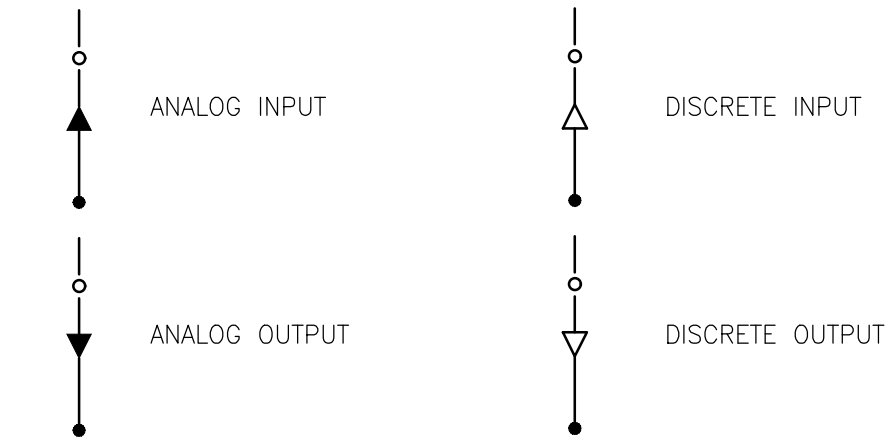 ANALOG INPUT
DISCRETE INPUT
ANALOG OUTPUT
DISCRETE OUTPUT